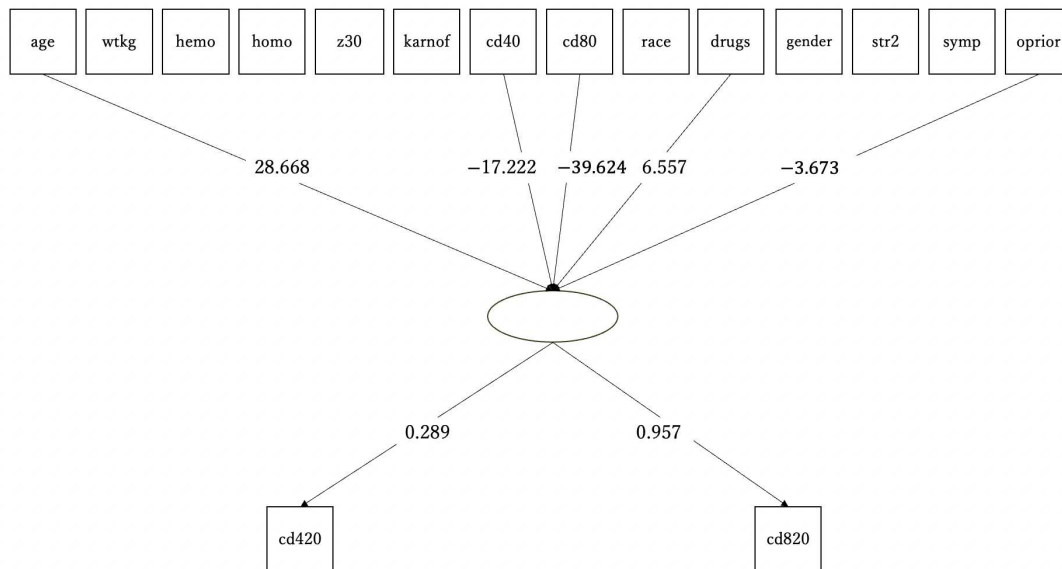 age wtkg hemo homo z30 karnof cd40 cd80 race drugs gender str2 symp oprior
28.668 −17.222 −39.624 6.557 −3.673
0.289 0.957
cd420 cd820